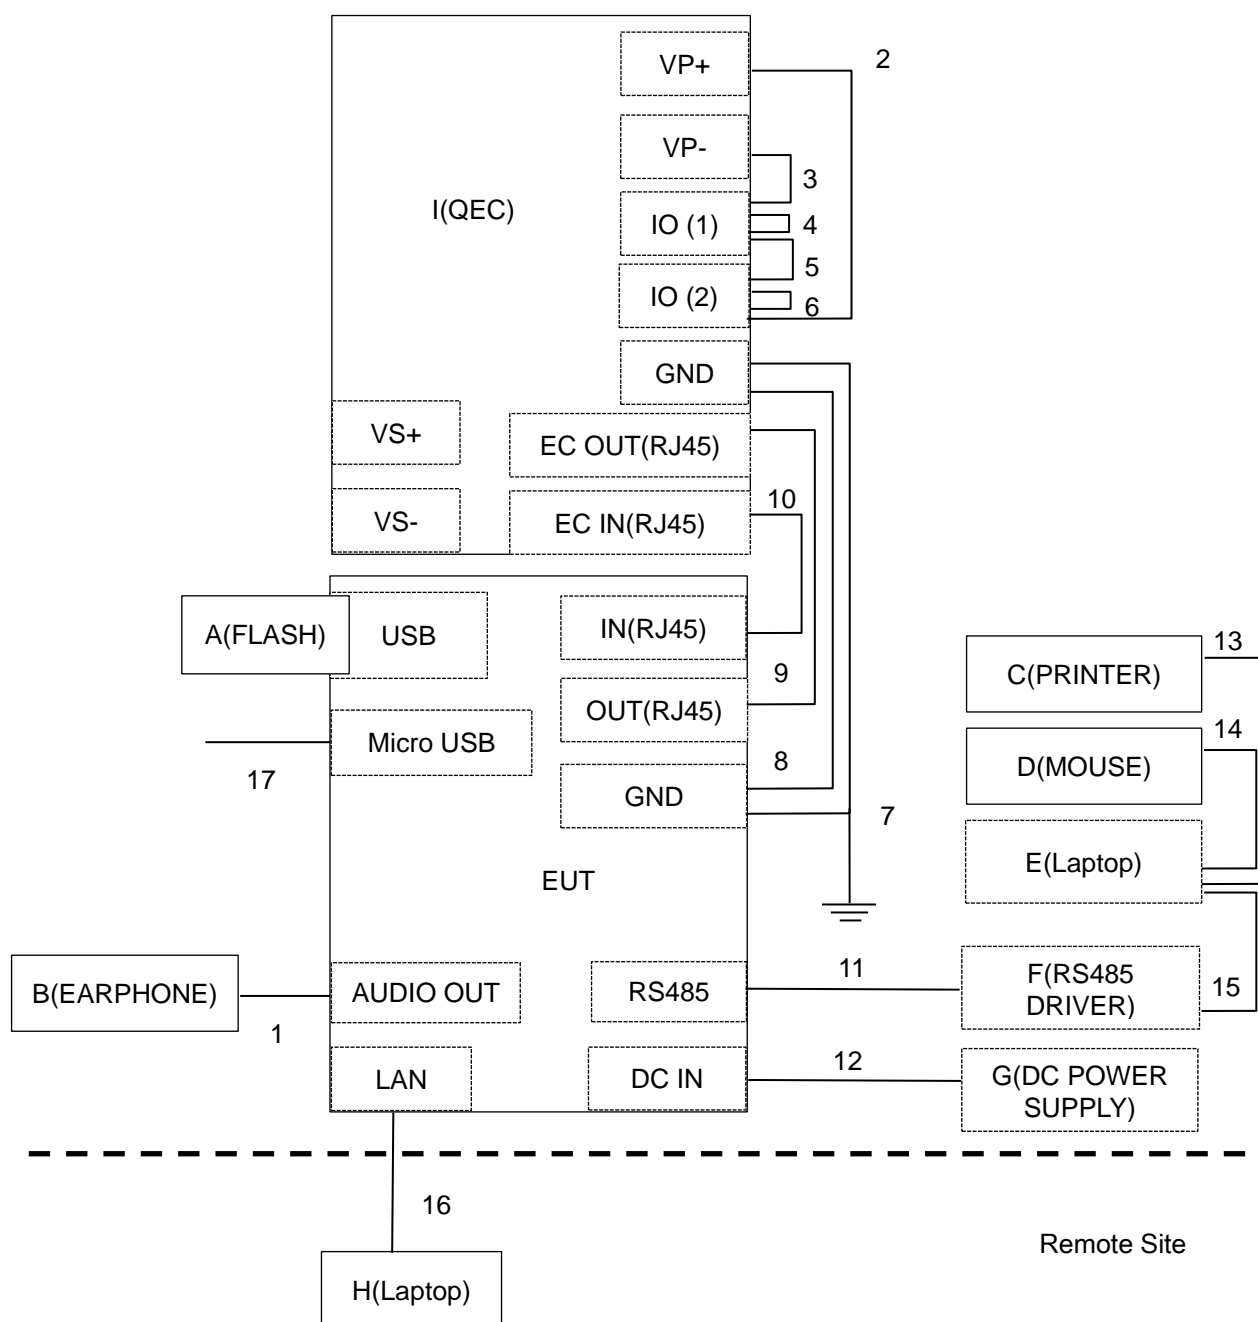 VP+
2
VP-
3
I(QEC)
IO (1)
4
5
IO (2)
6
GND
VS+
EC OUT(RJ45)
10
VS-
EC IN(RJ45)
A(FLASH)
USB
IN(RJ45)
13
C(PRINTER)
9
OUT(RJ45)
14
Micro USB
8
D(MOUSE)
17
GND
7
E(Laptop)
EUT
11
F(RS485
DRIVER)
15
B(EARPHONE)
AUDIO OUT
RS485
1
12
LAN
DC IN
G(DC POWER
SUPPLY)
16
Remote Site
H(Laptop)